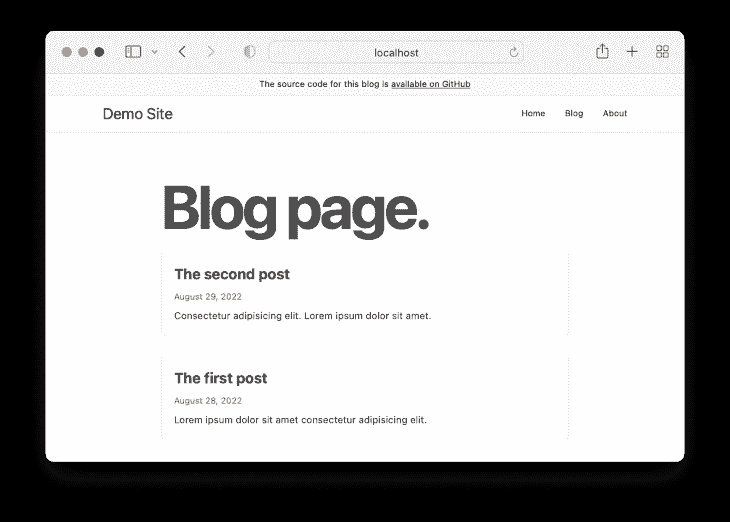 localhost
The source code for this blog is available on GitHub
Demo Site Home Blog About
Blog page.
The second post
August 29, 2022
Consectetur adipisicing elit. Lorem ipsum dolor sit amet.
The first post
August 28, 2022
Lorem ipsum dolor sit amet consectetur adipisicing elit.